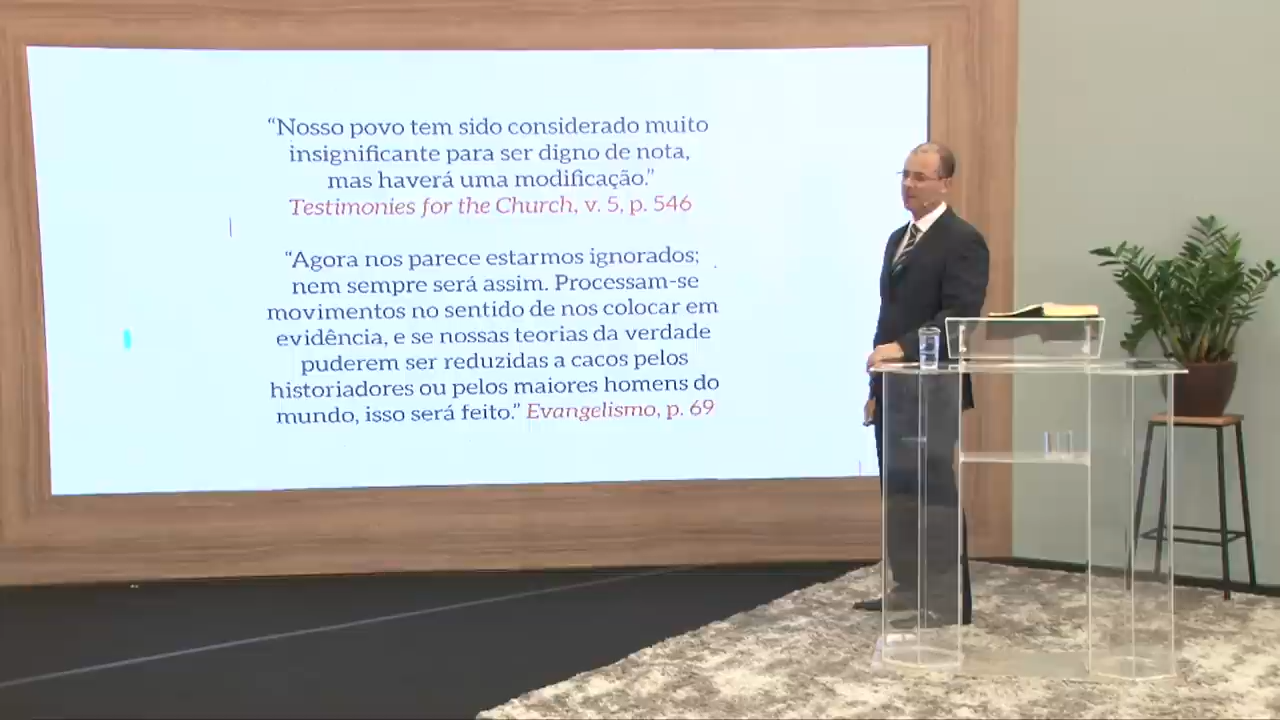 “Nosso povo tem sido considerado muito
insignificante para ser digno de nota,
mas haverá uma modificação.”
Testimonies for the Church, v. 5, p. 546
“Agora nos parece estarmos ignorados;
nem sempre será assim. Processam-se
movimentos no sentido de nos colocar em
evidência, e se nossas teorias da verdade
puderem ser reduzidas a cacos pelos
historiadores ou pelos maiores homens do
mundo, isso será feito.” Evangelismo, p. 69